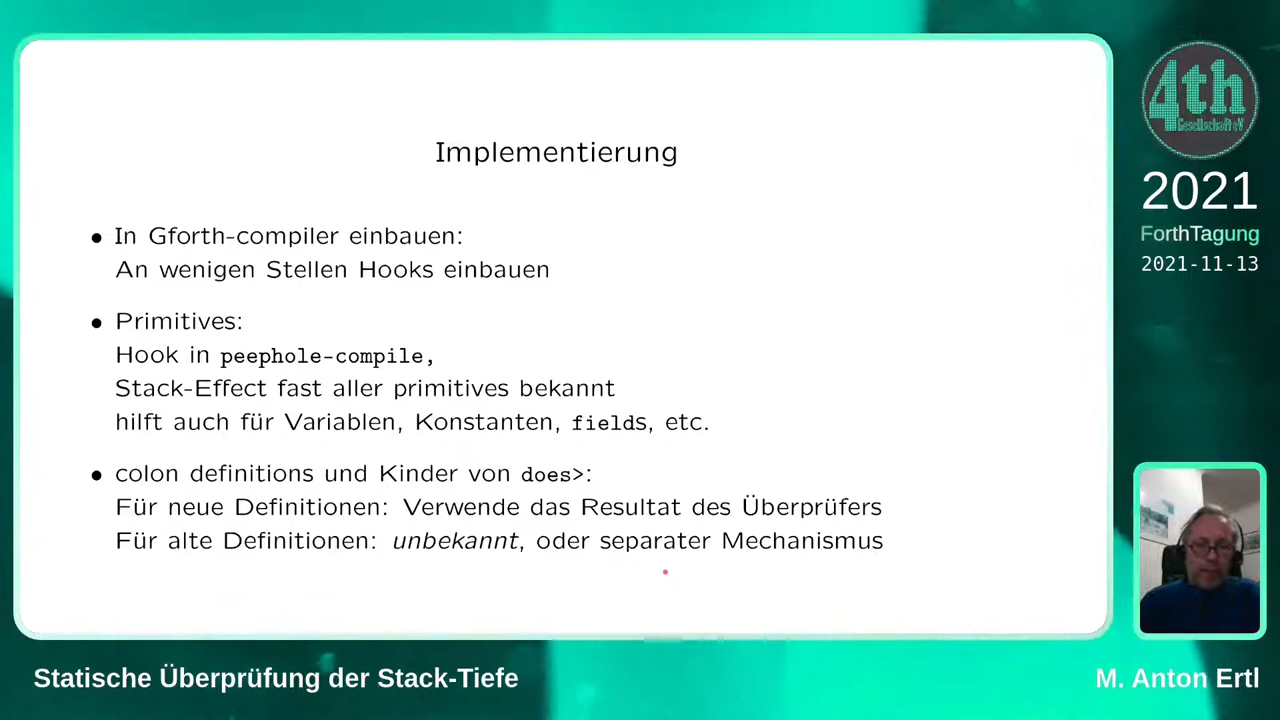 Implementierung
• In Gforth-compiler einbauen:
An wenigen Stellen Hooks einbauen
• Primitives:
Hook in peephole-compile,
Stack-Effect fast aller primitives bekannt
hilft auch für Variablen, Konstanten, fields, etc.
• colon definitions und Kinder von does>:
Für neue Definitionen: Verwende das Resultat des Überprüfers
Für alte Definitionen: unbekannt, oder separater Mechanismus
4th
Gesellschaft eV
2021
ForthTagung
2021-11-13
Statische Überprüfung der Stack-Tiefe
M. Anton Ertl